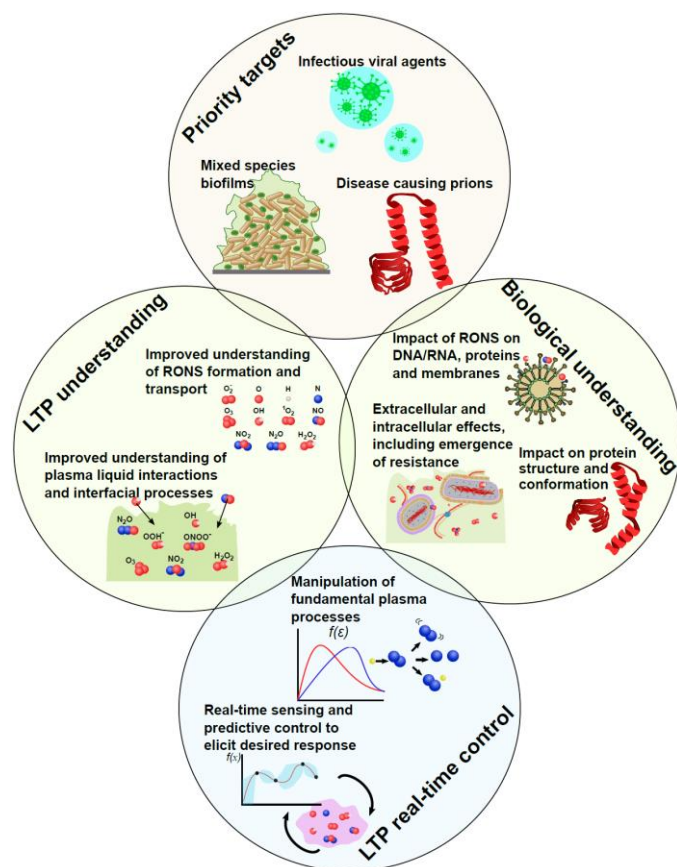 Priority targets
Infectious viral agents
Mixed species
biofilms
Disease causing prions
LTP understanding
Improved understanding
of RONS formation and
transport
O₂⁻ O H N
O₃ OH ¹O₂ NO
NO₂ N₂O H₂O₂
Improved understanding of
plasma liquid interactions
and interfacial processes
N₂O OH
OOH⁻ ONOO⁻
O₃ NO₂ H₂O₂
Biological understanding
Impact of RONS on
DNA/RNA, proteins
and membranes
Extracellular and
intracellular effects,
including emergence
of resistance
Impact on protein
structure and
conformation
Manipulation of
fundamental plasma
processes
f(ε)
Real-time sensing and
predictive control to
elicit desired response
f(x)
LTP real-time control